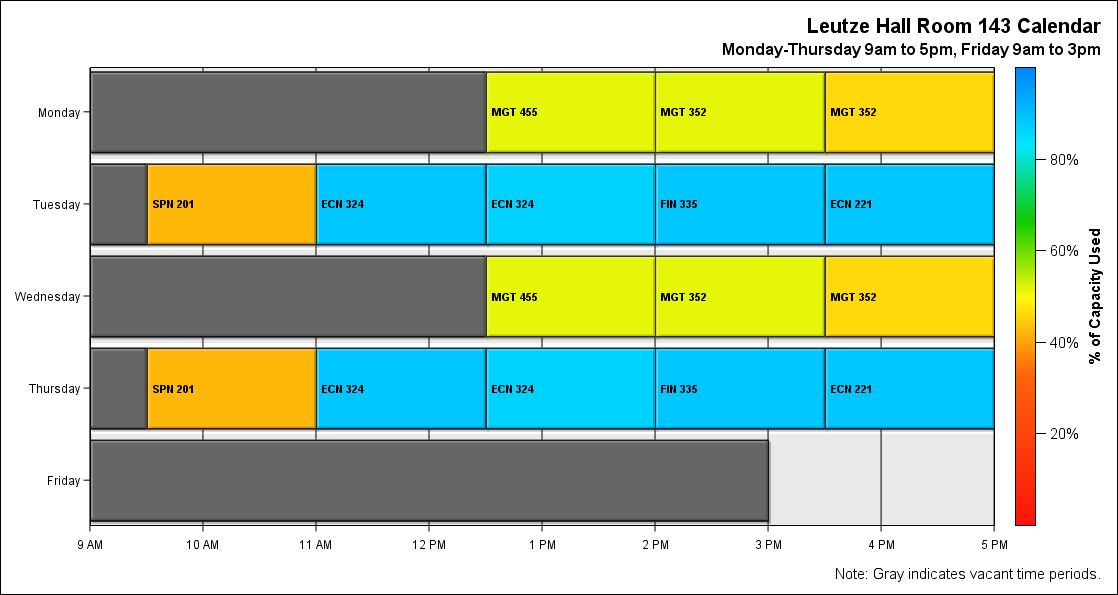 Leutze Hall Room 143 Calendar
Monday-Thursday 9am to 5pm, Friday 9am to 3pm
Monday
MGT 455
MGT 352
MGT 352
Tuesday
SPN 201
ECN 324
ECN 324
FIN 335
ECN 221
Wednesday
MGT 455
MGT 352
MGT 352
Thursday
SPN 201
ECN 324
ECN 324
FIN 335
ECN 221
Friday
9 AM
10 AM
11 AM
12 PM
1 PM
2 PM
3 PM
4 PM
5 PM
80%
60%
40%
20%
% of Capacity Used
Note: Gray indicates vacant time periods.